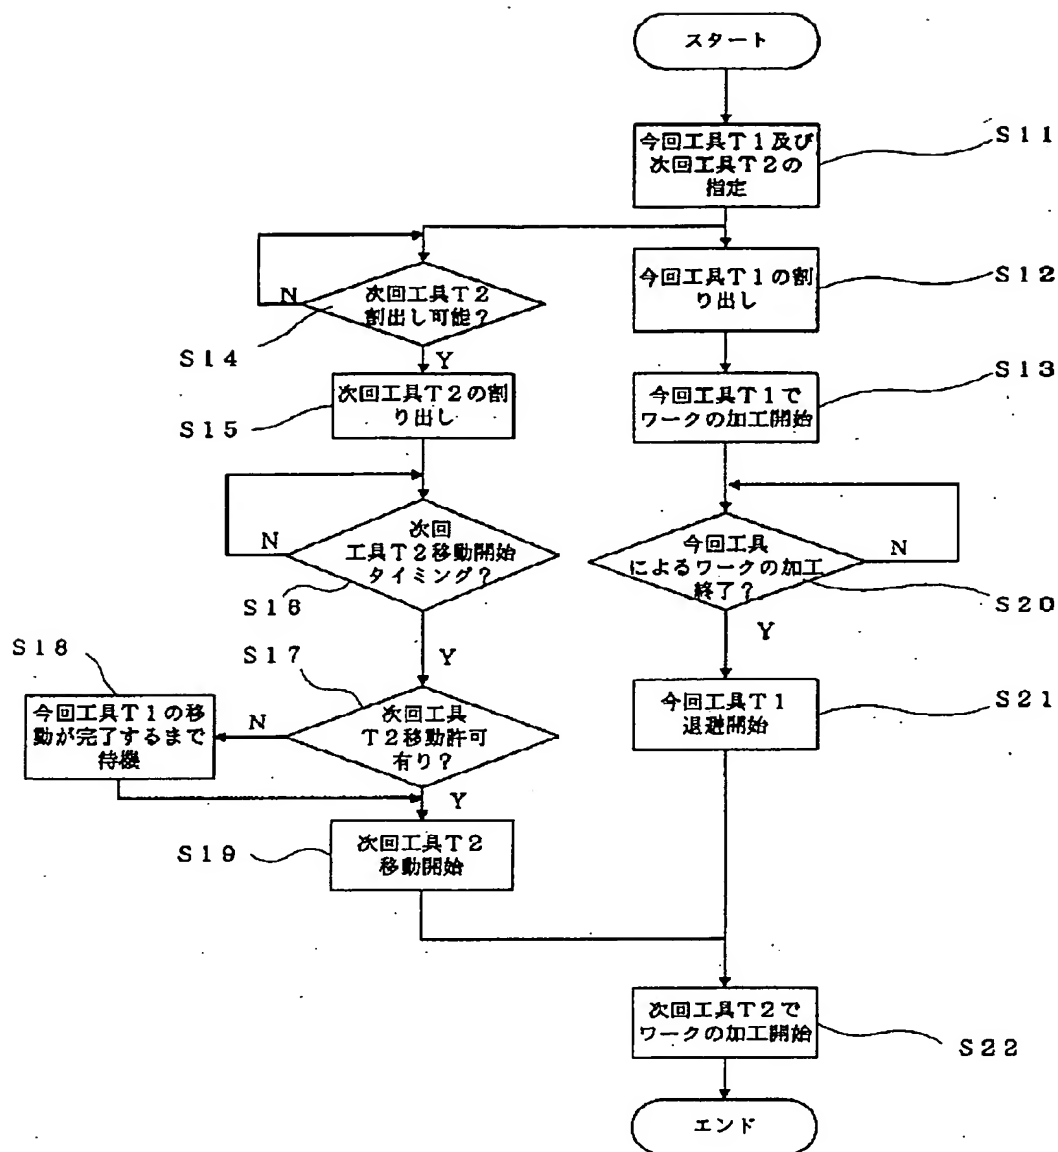 スタート
今回工具Ｔ１及び
次回工具Ｔ２の
指定
Ｓ１１
今回工具Ｔ１の割
り出し
Ｓ１２
次回工具Ｔ２
割出し可能？
Ｎ
Ｙ
Ｓ１４
今回工具Ｔ１で
ワークの加工開始
Ｓ１３
次回工具Ｔ２の割
り出し
Ｓ１５
次回
工具Ｔ２移動開始
タイミング？
Ｎ
Ｙ
Ｓ１６
今回工具
によるワークの加工
終了？
Ｎ
Ｙ
Ｓ２０
Ｓ１８
今回工具Ｔ１の移
動が完了するまで
待機
Ｓ１７
次回工具
Ｔ２移動許可
有り？
Ｎ
Ｙ
今回工具Ｔ１
退避開始
Ｓ２１
次回工具Ｔ２
移動開始
Ｓ１９
次回工具Ｔ２で
ワークの加工開始
Ｓ２２
エンド